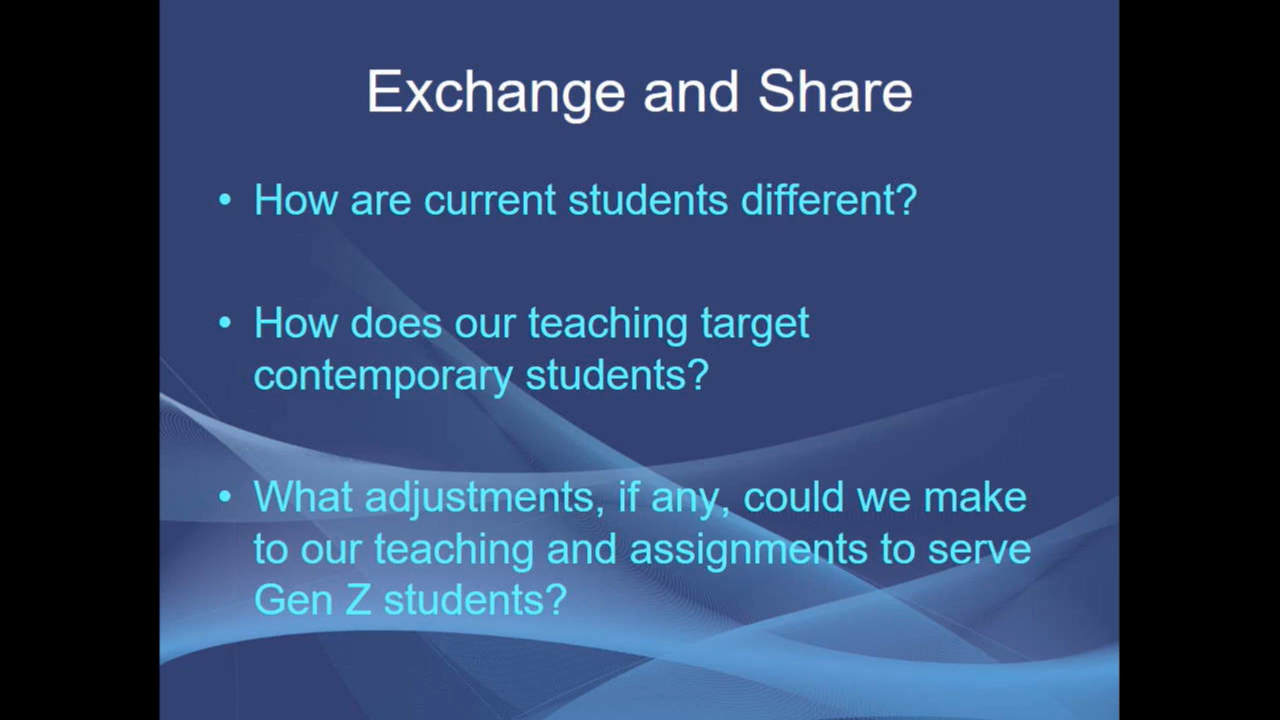 Exchange and Share
• How are current students different?
• How does our teaching target
contemporary students?
• What adjustments, if any, could we make
to our teaching and assignments to serve
Gen Z students?